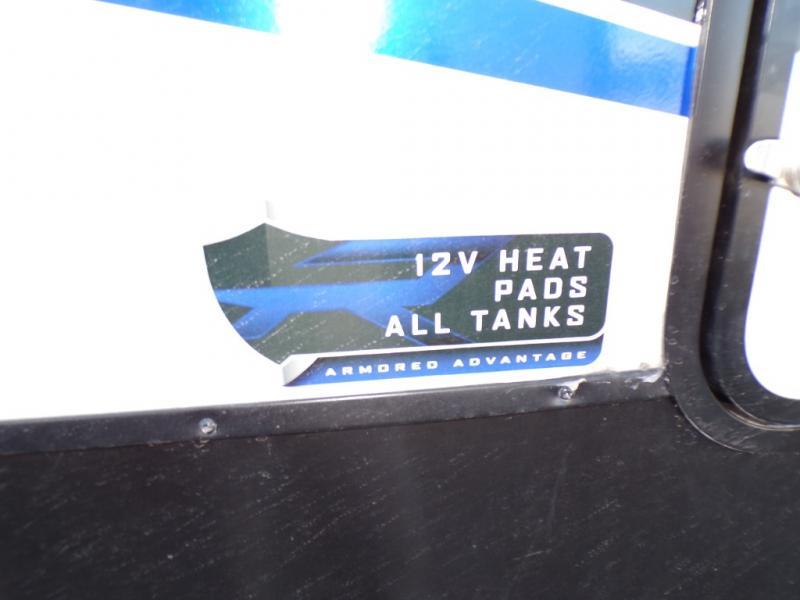 12V HEAT
PADS
ALL TANKS
ARMORED ADVANTAGE